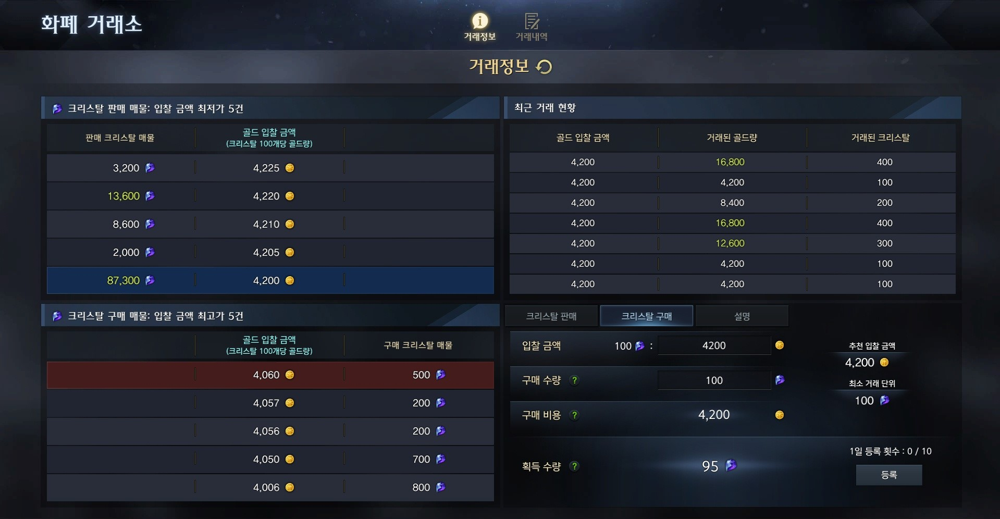 화폐 거래소
거래정보
거래내역
거래정보
크리스탈 판매 매물: 입찰 금액 최저가 5건
판매 크리스탈 매물
골드 입찰 금액
(크리스탈 100개당 골드량)
3,200 4,225
13,600 4,220
8,600 4,210
2,000 4,205
87,300 4,200
최근 거래 현황
골드 입찰 금액 거래된 골드량 거래된 크리스탈
4,200 16,800 400
4,200 4,200 100
4,200 8,400 200
4,200 16,800 400
4,200 12,600 300
4,200 4,200 100
4,200 4,200 100
크리스탈 구매 매물: 입찰 금액 최고가 5건
골드 입찰 금액
(크리스탈 100개당 골드량)
구매 크리스탈 매물
4,060 500
4,057 200
4,056 200
4,050 700
4,006 800
크리스탈 판매 크리스탈 구매 설명
입찰 금액 100 : 4200
구매 수량 ? 100
구매 비용 ? 4,200
획득 수량 ? 95
추천 입찰 금액
4,200
최소 거래 단위
100
1일 등록 횟수 : 0 / 10
등록